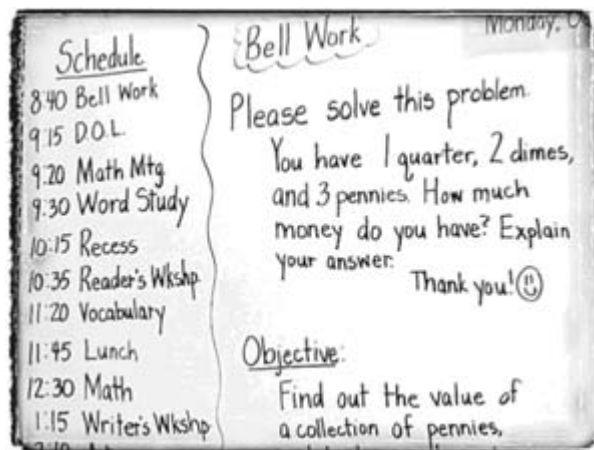 Schedule
8:40 Bell Work
9:15 D.O.L.
9:20 Math Mtg
9:30 Word Study
10:15 Recess
10:35 Reader's Wkshp
11:20 Vocabulary
11:45 Lunch
12:30 Math
1:15 Writer's Wkshp
Bell Work
Monday, O
Please solve this problem.
You have 1 quarter, 2 dimes,
and 3 pennies. How much
money do you have? Explain
your answer.
Thank you!
Objective:
Find out the value of
a collection of pennies,